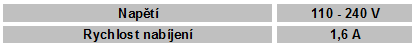 Napětí 110 - 240 V
Rychlost nabíjení 1,6 A